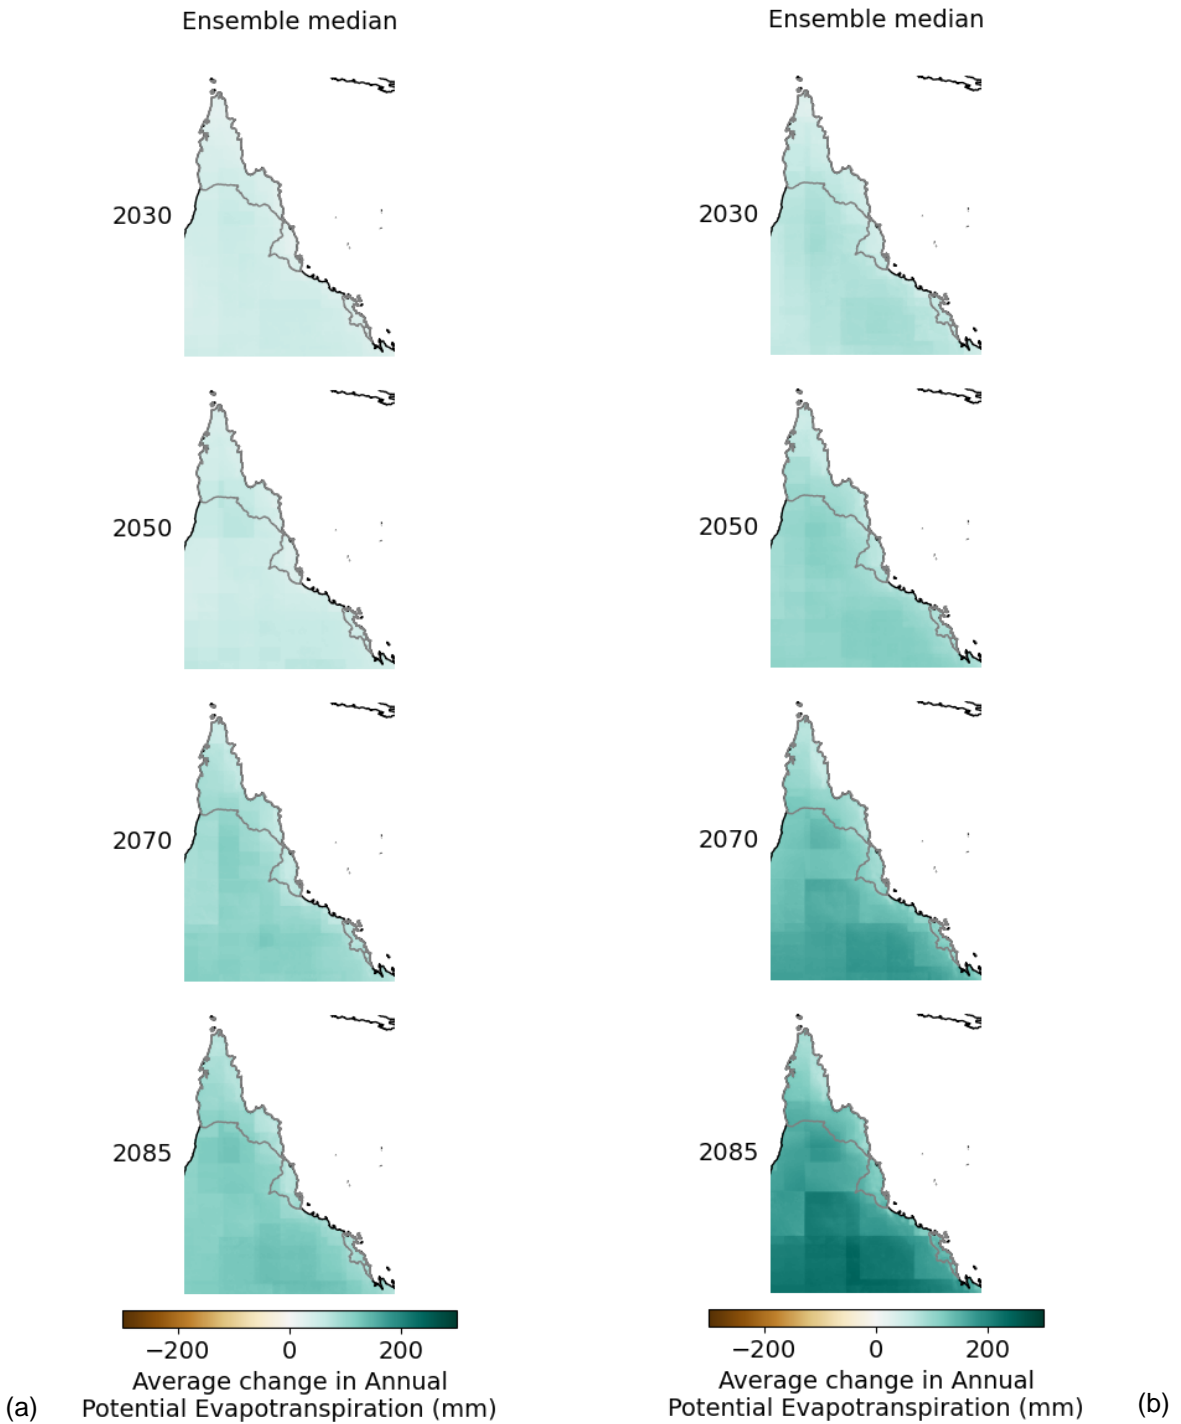 Ensemble median
Ensemble median
2030
2030
2050
2050
2070
2070
2085
2085
−200 0 200
−200 0 200
Average change in Annual
Potential Evapotranspiration (mm)
Average change in Annual
Potential Evapotranspiration (mm)
(a)
(b)